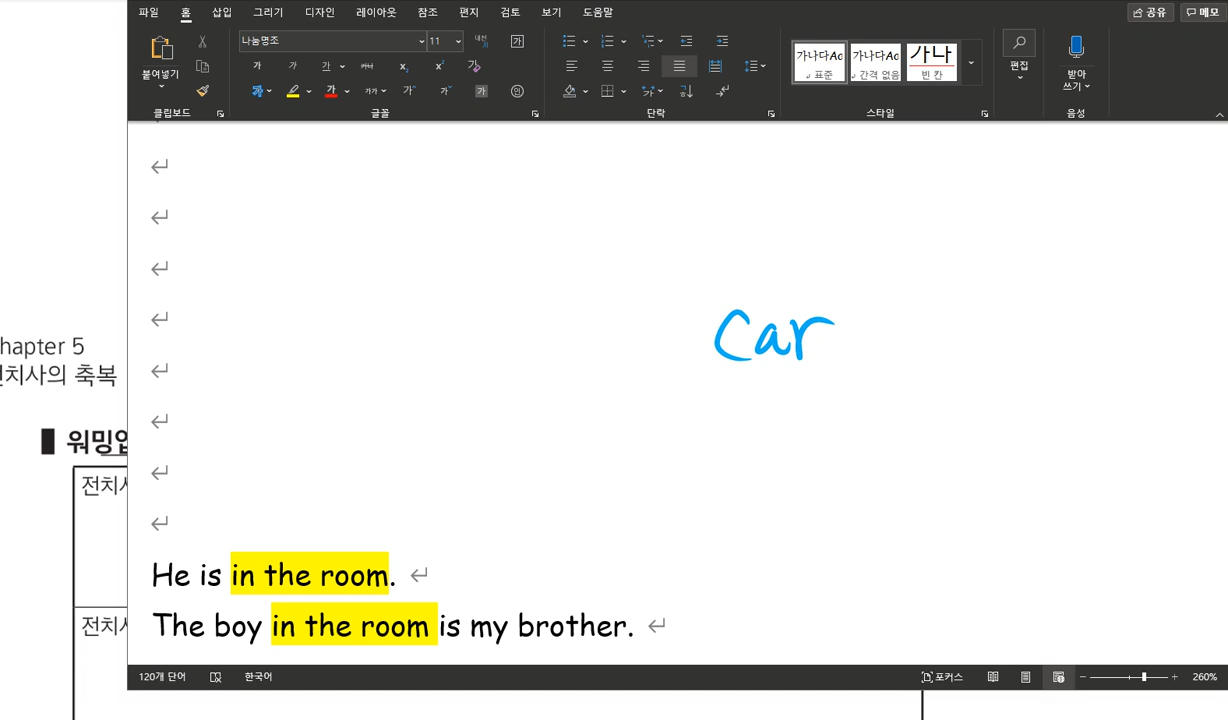 파일 홈 삽입 그리기 디자인 레이아웃 참조 편지 검토 보기 도움말 공유 메모
나눔명조 11
붙여넣기
클립보드 글꼴 단락
가나다Ac 가나다Ac 가나
표준 간격 없음 빈 칸
스타일
편집
받아
쓰기
음성
hapter 5
치사의 축복
워밍업
전치사
전치사
car
He is in the room.
The boy in the room is my brother.
120개 단어 한국어 포커스 260%